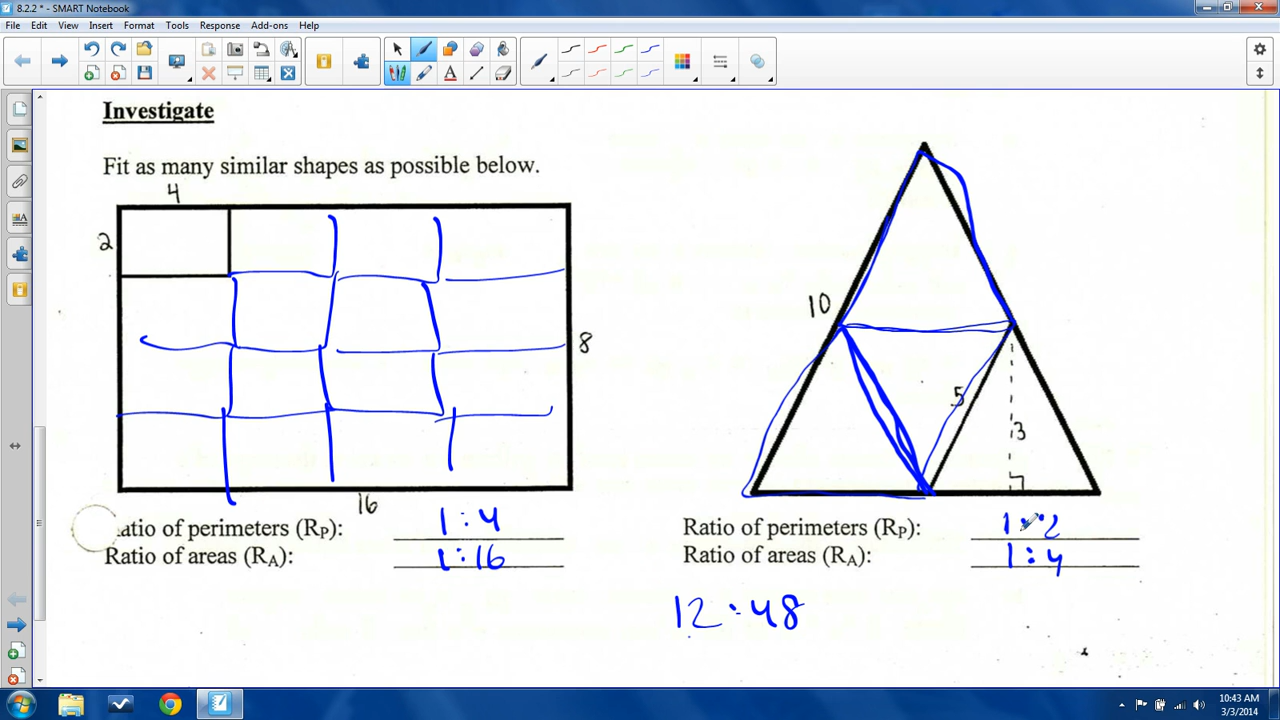 8.2.2 * - SMART Notebook
File Edit View Insert Format Tools Response Add-ons Help
Investigate
Fit as many similar shapes as possible below.
4
2
8
16
10
5
3
atio of perimeters (RP): 1 : 4
Ratio of areas (RA): 1 : 16
Ratio of perimeters (RP): 1 : 2
Ratio of areas (RA): 1 : 4
12 : 48
10:43 AM
3/3/2014